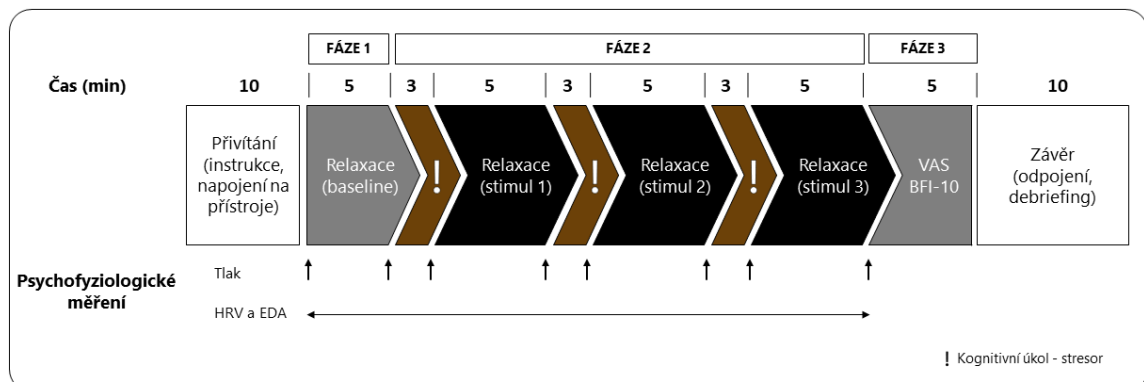 FÁZE 1
FÁZE 2
FÁZE 3
Čas (min)
10
5
3
5
3
5
3
5
5
10
Přivítání
(instrukce,
napojení na
přístroje)
Relaxace
(baseline)
!
Relaxace
(stimul 1)
!
Relaxace
(stimul 2)
!
Relaxace
(stimul 3)
VAS
BFI-10
Závěr
(odpojení,
debriefing)
Psychofyziologické
měření
Tlak
HRV a EDA
! Kognitivní úkol - stresor